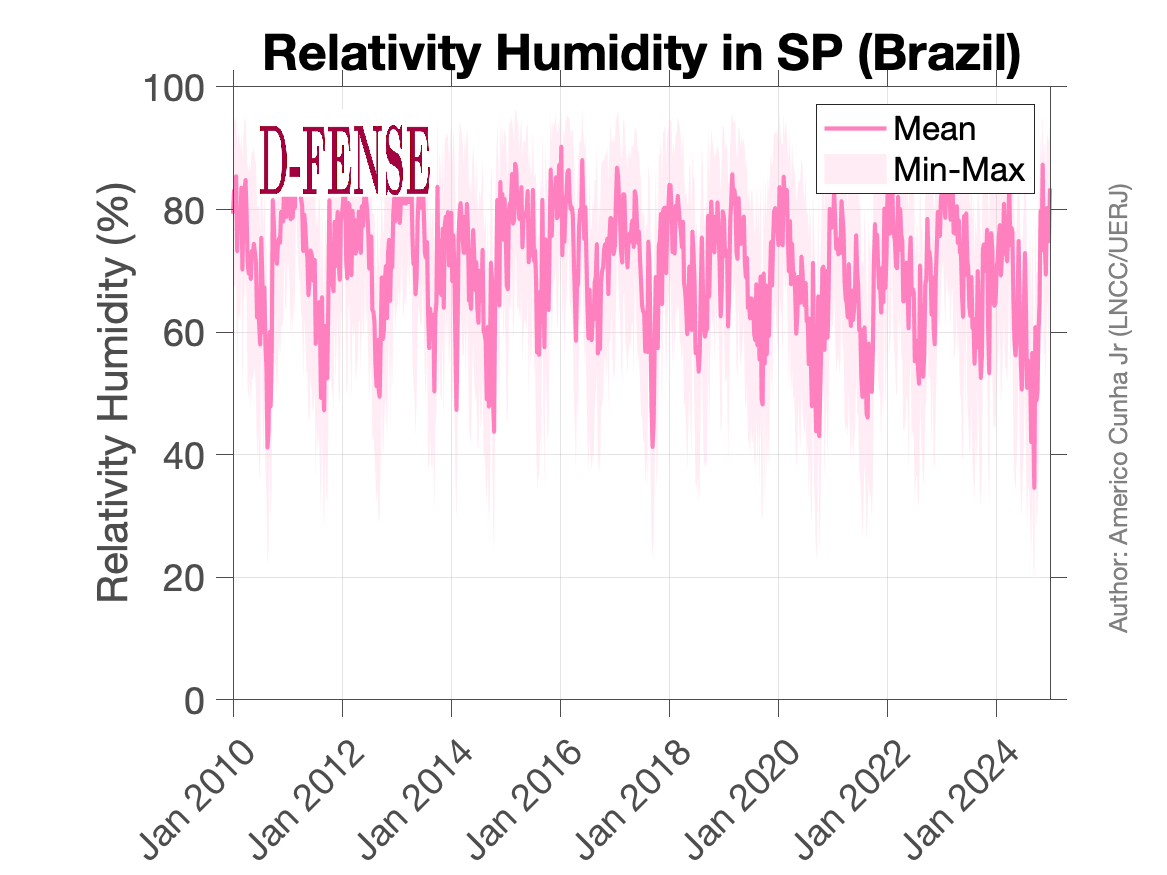 Relativity Humidity in SP (Brazil)
D-FENSE
Mean
Min-Max
Relativity Humidity (%)
100
80
60
40
20
0
Jan 2010
Jan 2012
Jan 2014
Jan 2016
Jan 2018
Jan 2020
Jan 2022
Jan 2024
Author: Americo Cunha Jr (LNCC/UERJ)